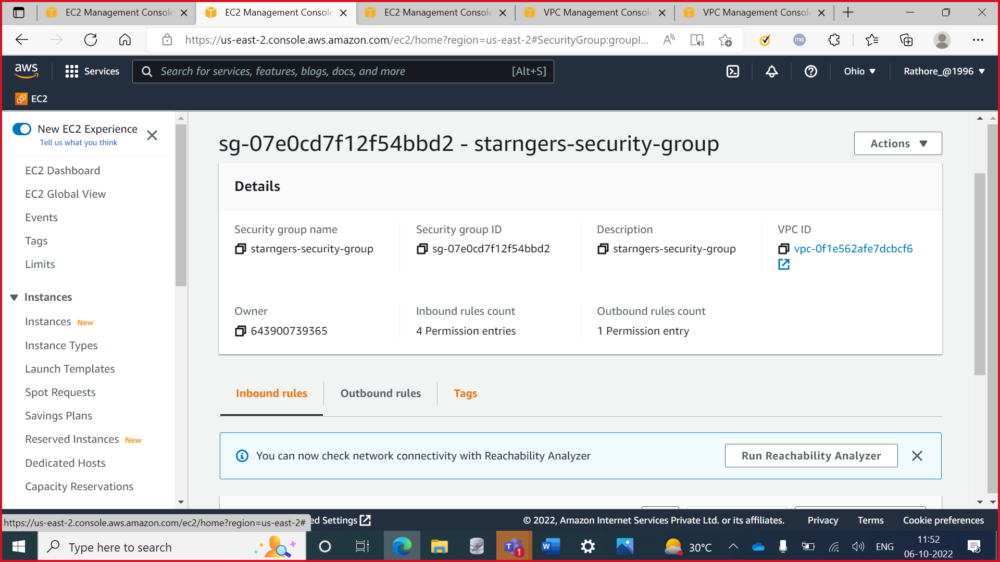 EC2 Management Console
EC2 Management Console
EC2 Management Console
VPC Management Console
VPC Management Console
https://us-east-2.console.aws.amazon.com/ec2/home?region=us-east-2#SecurityGroup:groupI...
me
aws
Services
Search for services, features, blogs, docs, and more
[Alt+S]
Ohio
Rathore_@1996
EC2
New EC2 Experience
Tell us what you think
EC2 Dashboard
EC2 Global View
Events
Tags
Limits
Instances
Instances New
Instance Types
Launch Templates
Spot Requests
Savings Plans
Reserved Instances New
Dedicated Hosts
Capacity Reservations
sg-07e0cd7f12f54bbd2 - starngers-security-group
Actions
Details
Security group name
starngers-security-group
Security group ID
sg-07e0cd7f12f54bbd2
Description
starngers-security-group
VPC ID
vpc-0f1e562afe7dcbcf6
Owner
643900739365
Inbound rules count
4 Permission entries
Outbound rules count
1 Permission entry
Inbound rules
Outbound rules
Tags
You can now check network connectivity with Reachability Analyzer
Run Reachability Analyzer
https://us-east-2.console.aws.amazon.com/ec2/home?region=us-east-2#
ed Settings
© 2022, Amazon Internet Services Private Ltd. or its affiliates.
Privacy
Terms
Cookie preferences
Type here to search
1
30°C
ENG
11:52
06-10-2022